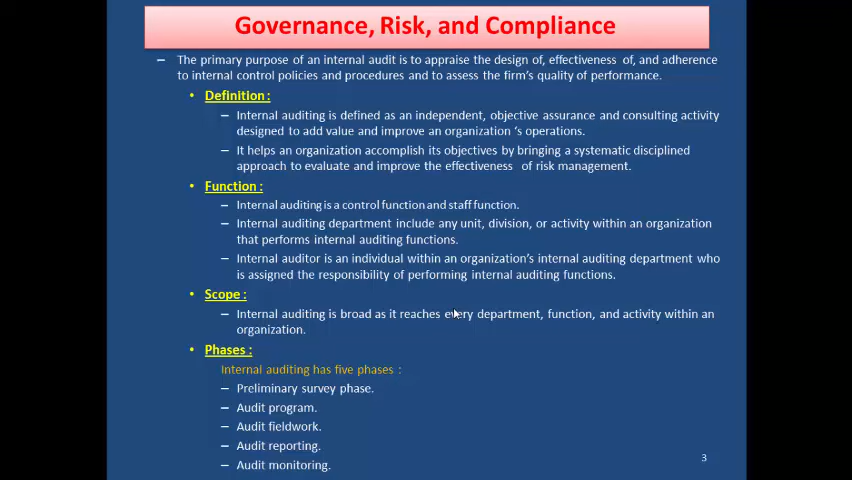 Governance, Risk, and Compliance
– The primary purpose of an internal audit is to appraise the design of, effectiveness of, and adherence
to internal control policies and procedures and to assess the firm's quality of performance.
• Definition :
– Internal auditing is defined as an independent, objective assurance and consulting activity
designed to add value and improve an organization 's operations.
– It helps an organization accomplish its objectives by bringing a systematic disciplined
approach to evaluate and improve the effectiveness of risk management.
• Function :
– Internal auditing is a control function and staff function.
– Internal auditing department include any unit, division, or activity within an organization
that performs internal auditing functions.
– Internal auditor is an individual within an organization's internal auditing department who
is assigned the responsibility of performing internal auditing functions.
• Scope :
– Internal auditing is broad as it reaches every department, function, and activity within an
organization.
• Phases :
Internal auditing has five phases :
– Preliminary survey phase.
– Audit program.
– Audit fieldwork.
– Audit reporting.
– Audit monitoring.
3